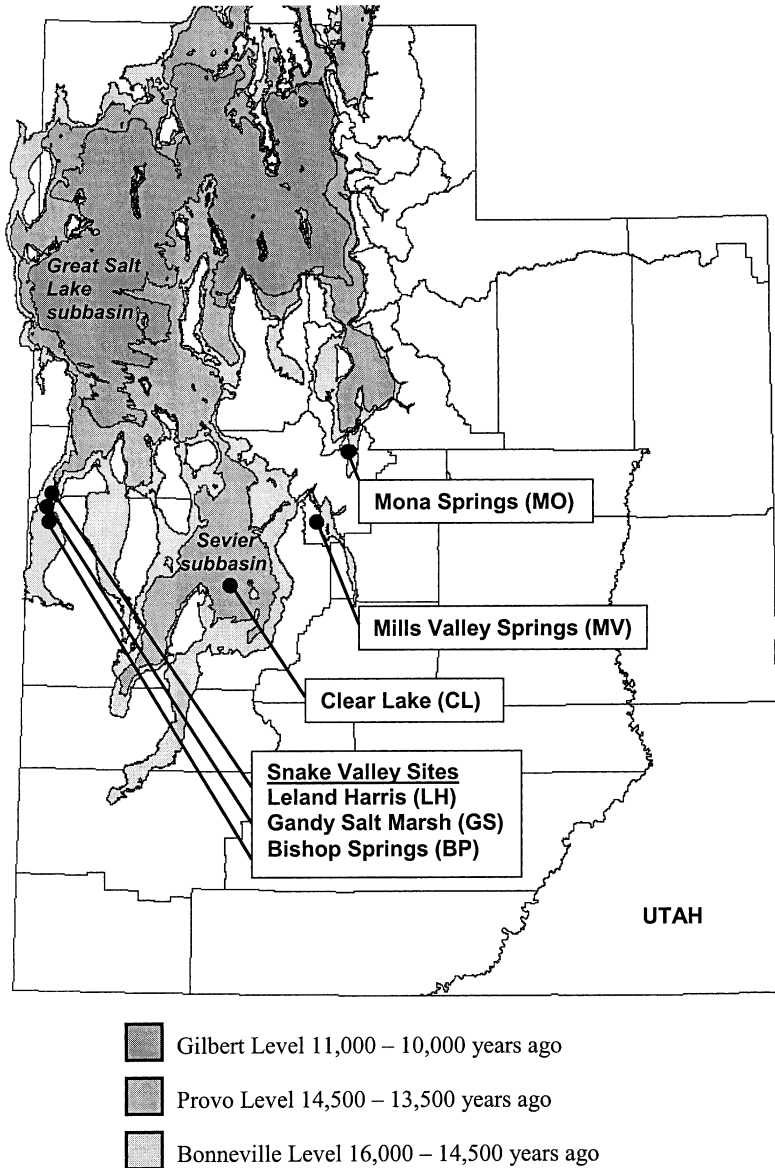 Great Salt
Lake
subbasin
Mona Springs (MO)
Sevier
subbasin
Mills Valley Springs (MV)
Clear Lake (CL)
Snake Valley Sites
Leland Harris (LH)
Gandy Salt Marsh (GS)
Bishop Springs (BP)
UTAH
Gilbert Level 11,000 – 10,000 years ago
Provo Level 14,500 – 13,500 years ago
Bonneville Level 16,000 – 14,500 years ago